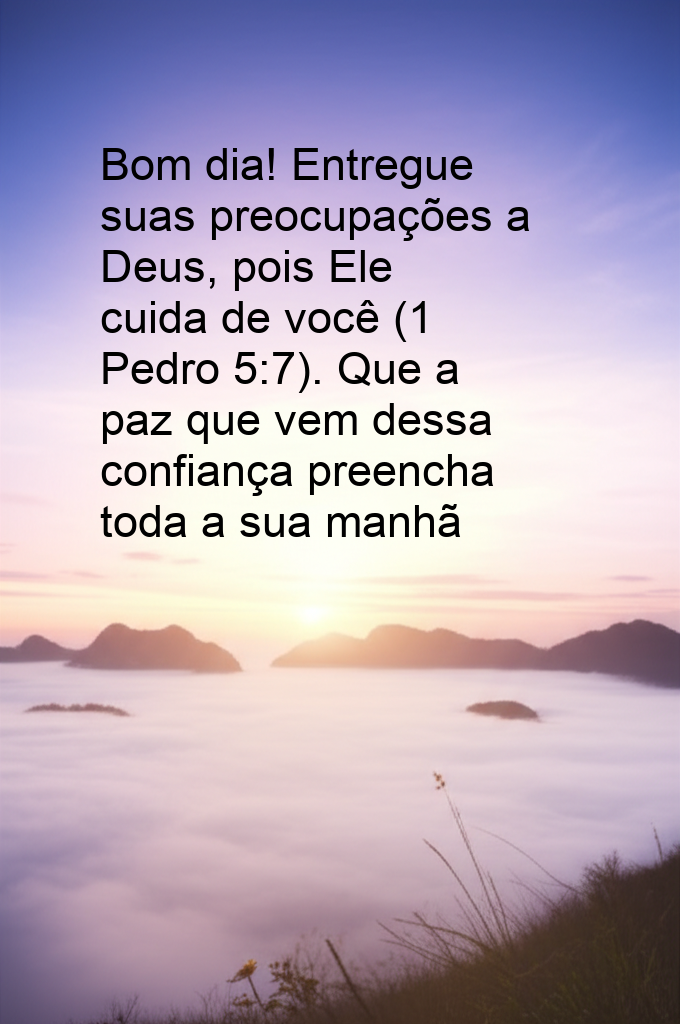 Bom dia! Entregue
suas preocupações a
Deus, pois Ele
cuida de você (1
Pedro 5:7). Que a
paz que vem dessa
confiança preencha
toda a sua manhã